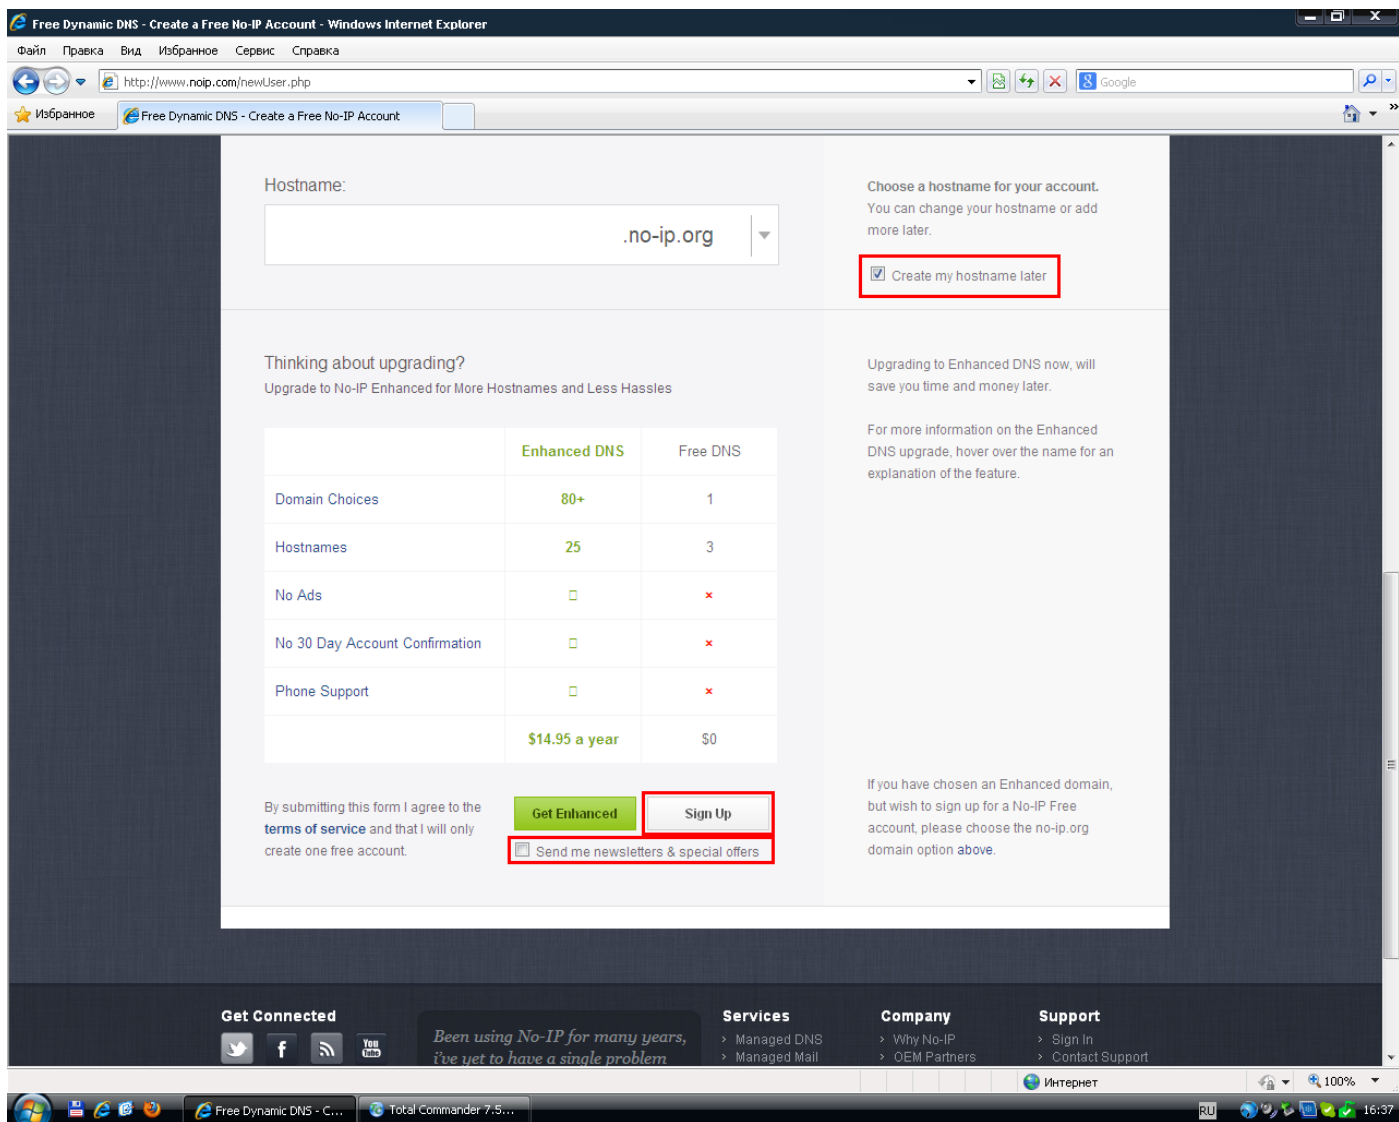 Free Dynamic DNS - Create a Free No-IP Account - Windows Internet Explorer
Файл Правка Вид Избранное Сервис Справка
http://www.noip.com/newUser.php
Google
Избранное
Free Dynamic DNS - Create a Free No-IP Account
Hostname:
.no-ip.org
Choose a hostname for your account.
You can change your hostname or add
more later.
Create my hostname later
Thinking about upgrading?
Upgrade to No-IP Enhanced for More Hostnames and Less Hassles
Upgrading to Enhanced DNS now, will
save you time and money later.
For more information on the Enhanced
DNS upgrade, hover over the name for an
explanation of the feature.
Enhanced DNS Free DNS
Domain Choices 80+ 1
Hostnames 25 3
No Ads
No 30 Day Account Confirmation
Phone Support
$14.95 a year $0
By submitting this form I agree to the
terms of service and that I will only
create one free account.
Get Enhanced Sign Up
Send me newsletters & special offers
If you have chosen an Enhanced domain,
but wish to sign up for a No-IP Free
account, please choose the no-ip.org
domain option above.
Get Connected
You
Tube
Been using No-IP for many years,
i've yet to have a single problem
Services
> Managed DNS
> Managed Mail
Company
> Why No-IP
> OEM Partners
Support
> Sign In
> Contact Support
Интернет 100%
Free Dynamic DNS - C... Total Commander 7.5... RU 16:37